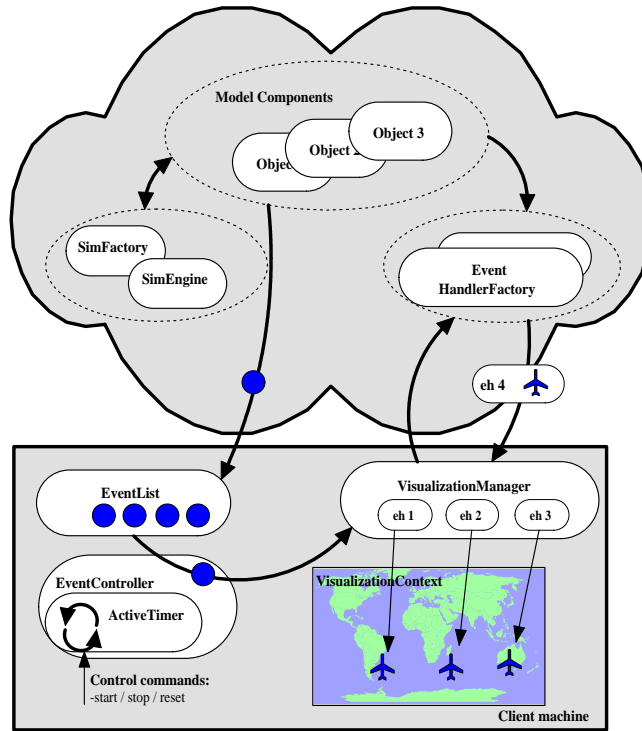 Model Components
Object 3
Object 2
Objec
SimFactory
SimEngine
Event
HandlerFactory
eh 4
EventList
VisualizationManager
eh 1
eh 2
eh 3
EventController
ActiveTimer
VisualizationContext
Control commands:
-start / stop / reset
Client machine